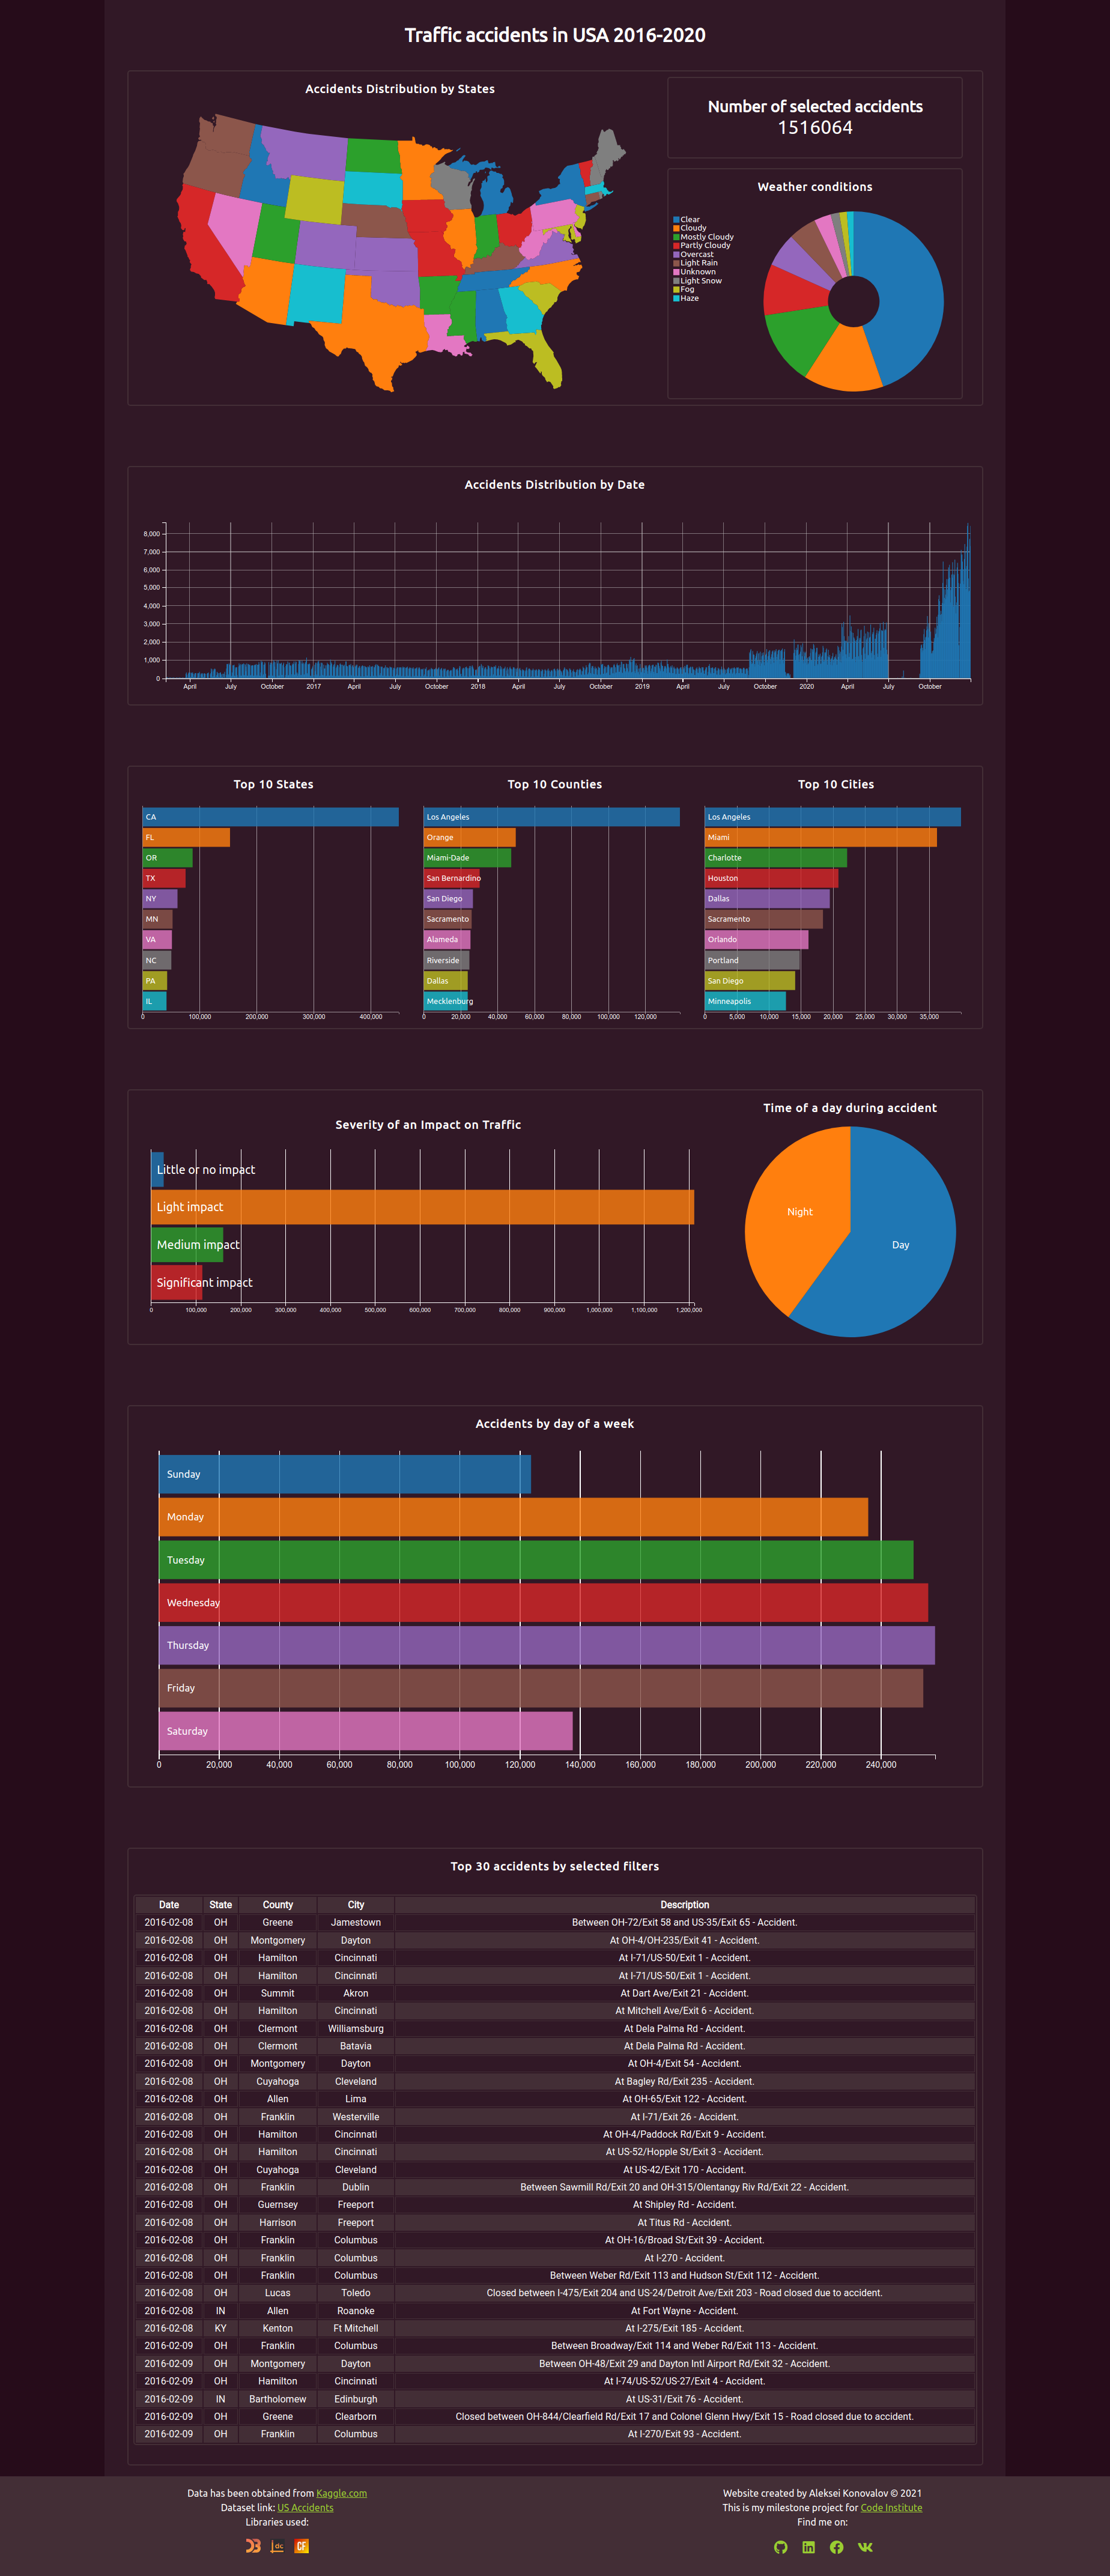 Traffic accidents in USA 2016-2020
Accidents Distribution by States
Number of selected accidents
1516064
Weather conditions
Clear
Cloudy
Mostly Cloudy
Partly Cloudy
Overcast
Light Rain
Unknown
Light Snow
Fog
Haze
Accidents Distribution by Date
8,000
7,000
6,000
5,000
4,000
3,000
2,000
1,000
0
April July October 2017 April July October 2018 April July October 2019 April July October 2020 April July October
Top 10 States
CA
FL
OR
TX
NY
MN
VA
NC
PA
IL
0 100,000 200,000 300,000 400,000
Top 10 Counties
Los Angeles
Orange
Miami-Dade
San Bernardino
San Diego
Sacramento
Alameda
Riverside
Dallas
Mecklenburg
0 20,000 40,000 60,000 80,000 100,000 120,000
Top 10 Cities
Los Angeles
Miami
Charlotte
Houston
Dallas
Sacramento
Orlando
Portland
San Diego
Minneapolis
0 5,000 10,000 15,000 20,000 25,000 30,000 35,000
Severity of an Impact on Traffic
Little or no impact
Light impact
Medium impact
Significant impact
0 100,000 200,000 300,000 400,000 500,000 600,000 700,000 800,000 900,000 1,000,000 1,100,000 1,200,000
Time of a day during accident
Night
Day
Accidents by day of a week
Sunday
Monday
Tuesday
Wednesday
Thursday
Friday
Saturday
0 20,000 40,000 60,000 80,000 100,000 120,000 140,000 160,000 180,000 200,000 220,000 240,000
Top 30 accidents by selected filters
Date State County City Description
2016-02-08 OH Greene Jamestown Between OH-72/Exit 58 and US-35/Exit 65 - Accident.
2016-02-08 OH Montgomery Dayton At OH-4/OH-235/Exit 41 - Accident.
2016-02-08 OH Hamilton Cincinnati At I-71/US-50/Exit 1 - Accident.
2016-02-08 OH Hamilton Cincinnati At I-71/US-50/Exit 1 - Accident.
2016-02-08 OH Summit Akron At Dart Ave/Exit 21 - Accident.
2016-02-08 OH Hamilton Cincinnati At Mitchell Ave/Exit 6 - Accident.
2016-02-08 OH Clermont Williamsburg At Dela Palma Rd - Accident.
2016-02-08 OH Clermont Batavia At Dela Palma Rd - Accident.
2016-02-08 OH Montgomery Dayton At OH-4/Exit 54 - Accident.
2016-02-08 OH Cuyahoga Cleveland At Bagley Rd/Exit 235 - Accident.
2016-02-08 OH Allen Lima At OH-65/Exit 122 - Accident.
2016-02-08 OH Franklin Westerville At I-71/Exit 26 - Accident.
2016-02-08 OH Hamilton Cincinnati At OH-4/Paddock Rd/Exit 9 - Accident.
2016-02-08 OH Hamilton Cincinnati At US-52/Hopple St/Exit 3 - Accident.
2016-02-08 OH Cuyahoga Cleveland At US-42/Exit 170 - Accident.
2016-02-08 OH Franklin Dublin Between Sawmill Rd/Exit 20 and OH-315/Olentangy Riv Rd/Exit 22 - Accident.
2016-02-08 OH Guernsey Freeport At Shipley Rd - Accident.
2016-02-08 OH Harrison Freeport At Titus Rd - Accident.
2016-02-08 OH Franklin Columbus At OH-16/Broad St/Exit 39 - Accident.
2016-02-08 OH Franklin Columbus At I-270 - Accident.
2016-02-08 OH Franklin Columbus Between Weber Rd/Exit 113 and Hudson St/Exit 112 - Accident.
2016-02-08 OH Lucas Toledo Closed between I-475/Exit 204 and US-24/Detroit Ave/Exit 203 - Road closed due to accident.
2016-02-08 IN Allen Roanoke At Fort Wayne - Accident.
2016-02-08 KY Kenton Ft Mitchell At I-275/Exit 185 - Accident.
2016-02-09 OH Franklin Columbus Between Broadway/Exit 114 and Weber Rd/Exit 113 - Accident.
2016-02-09 OH Montgomery Dayton Between OH-48/Exit 29 and Dayton Intl Airport Rd/Exit 32 - Accident.
2016-02-09 OH Hamilton Cincinnati At I-74/US-52/US-27/Exit 4 - Accident.
2016-02-09 IN Bartholomew Edinburgh At US-31/Exit 76 - Accident.
2016-02-09 OH Greene Clearborn Closed between OH-844/Clearfield Rd/Exit 17 and Colonel Glenn Hwy/Exit 15 - Road closed due to accident.
2016-02-09 OH Franklin Columbus At I-270/Exit 93 - Accident.
Data has been obtained from Kaggle.com
Dataset link: US Accidents
Libraries used:
dc
CF
Website created by Aleksei Konovalov © 2021
This is my milestone project for Code Institute
Find me on: